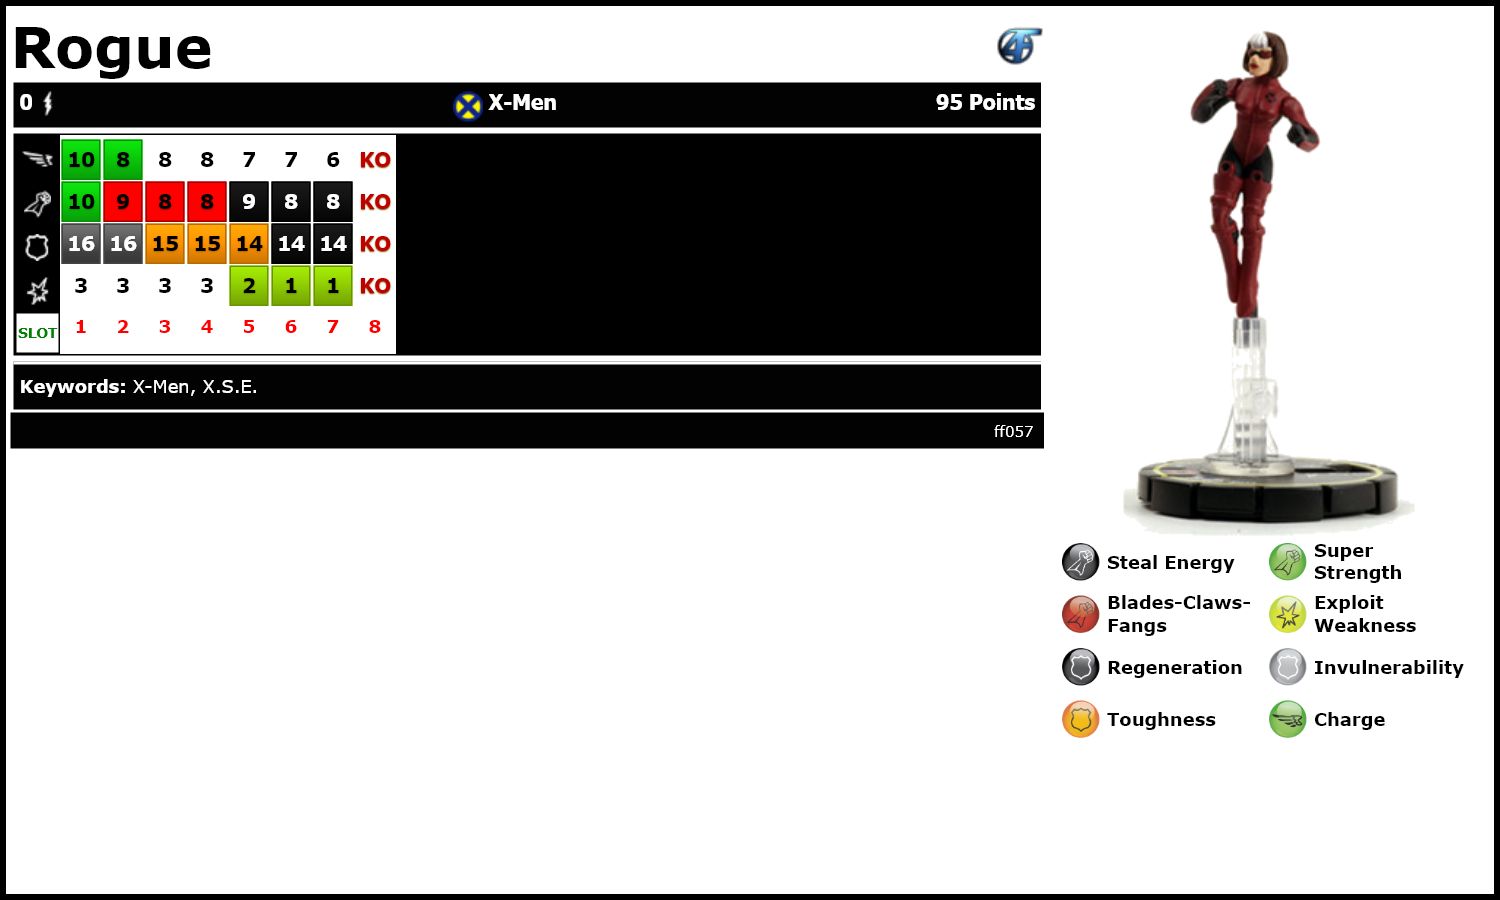 Rogue
0
X-Men
95 Points
10 8 8 8 7 7 6 KO
10 9 8 8 9 8 8 KO
16 16 15 15 14 14 14 KO
3 3 3 3 2 1 1 KO
SLOT 1 2 3 4 5 6 7 8
Keywords: X-Men, X.S.E.
ff057
Steal Energy
Super
Strength
Blades-Claws-
Fangs
Exploit
Weakness
Regeneration
Invulnerability
Toughness
Charge